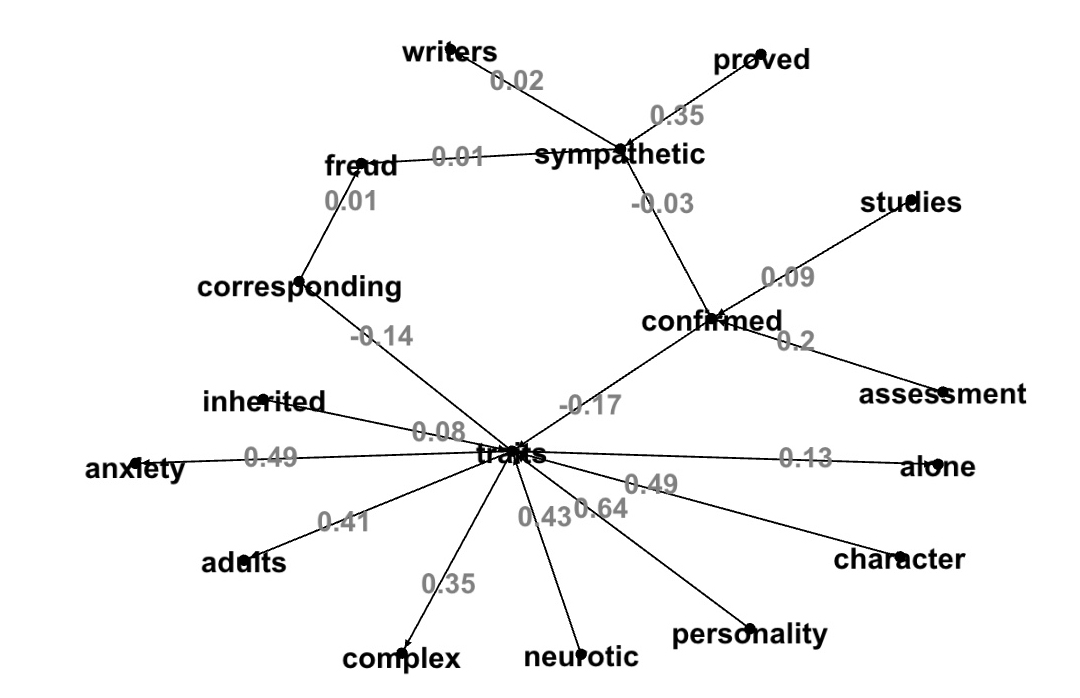 writers
proved
0.02
0.35
freud
0.01
sympathetic
0.01
-0.03
studies
0.09
corresponding
confirmed
-0.14
0.2
assessment
inherited
-0.17
0.08
traits
anxiety
0.49
0.13
alone
0.49
0.41
0.43
0.64
adults
character
0.35
complex
neurotic
personality